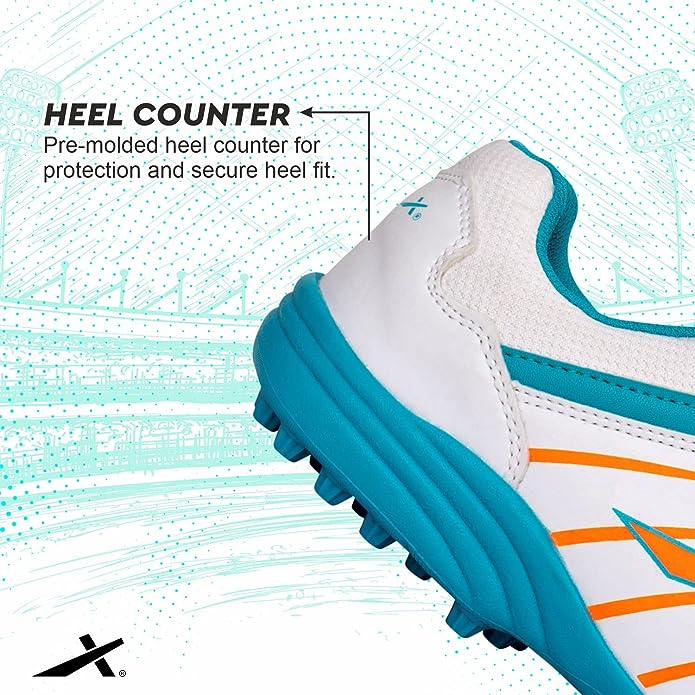 HEEL COUNTER
Pre-molded heel counter for
protection and secure heel fit.
®
®